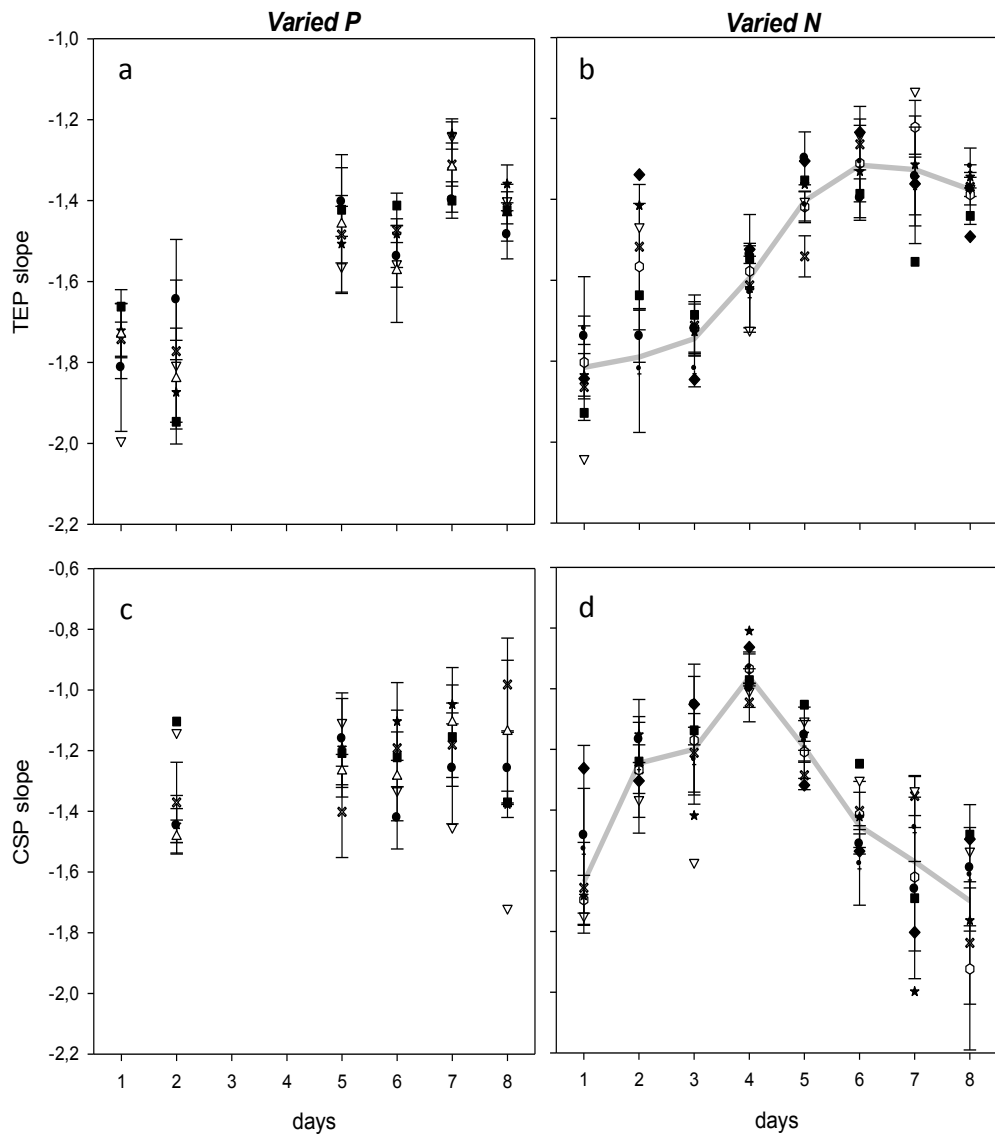 Varied P
Varied N
a
b
TEP slope
-1,0
-1,2
-1,4
-1,6
-1,8
-2,0
-2,2
c
d
CSP slope
-0,6
-0,8
-1,0
-1,2
-1,4
-1,6
-1,8
-2,0
-2,2
1 2 3 4 5 6 7 8
1 2 3 4 5 6 7 8
days
days